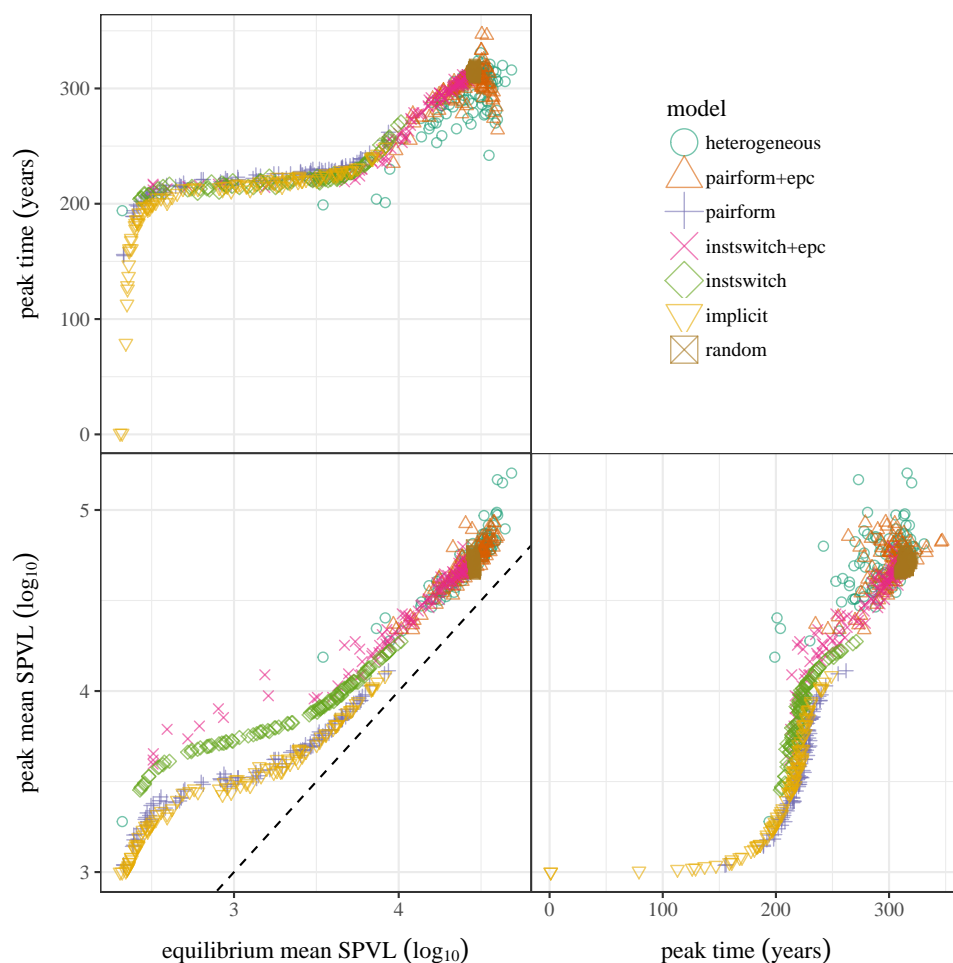 300
200
100
0
peak time (years)
model
heterogeneous
pairform+epc
pairform
instswitch+epc
instswitch
implicit
random
5
4
3
peak mean SPVL (log₁₀)
3 4
0 100 200 300
equilibrium mean SPVL (log₁₀)
peak time (years)